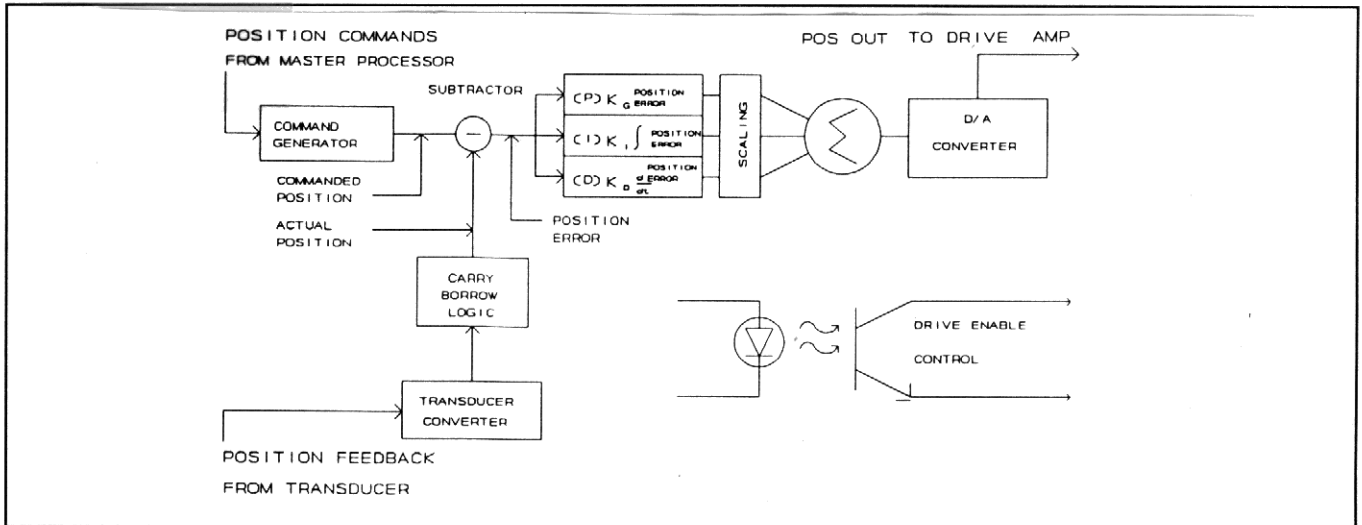 POSITION COMMANDS
FROM MASTER PROCESSOR
POS OUT TO DRIVE AMP
SUBTRACTOR
COMMAND
GENERATOR
−
(P) K G POSITION ERROR
(I) K I ∫ POSITION ERROR
(D) K D d/dt POSITION ERROR
SCALING
Σ
D/A
CONVERTER
COMMANDED
POSITION
ACTUAL
POSITION
POSITION
ERROR
CARRY
BORROW
LOGIC
DRIVE ENABLE
CONTROL
TRANSDUCER
CONVERTER
POSITION FEEDBACK
FROM TRANSDUCER